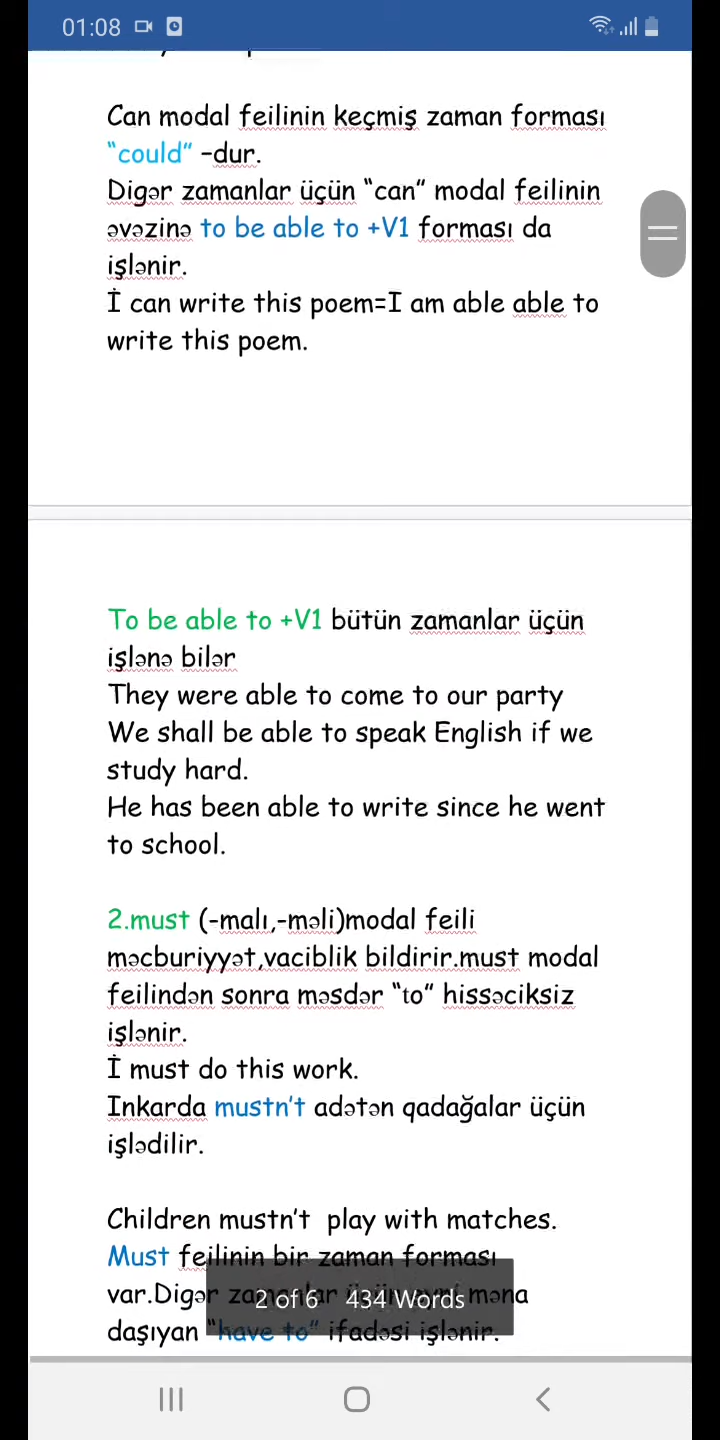 01:08
Can modal feilinin keçmiş zaman forması
“could” –dur.
Digər zamanlar üçün “can” modal feilinin
əvəzinə to be able to +V1 forması da
işlənir.
İ can write this poem=I am able able to
write this poem.
To be able to +V1 bütün zamanlar üçün
işlənə bilər
They were able to come to our party
We shall be able to speak English if we
study hard.
He has been able to write since he went
to school.
2.must (-malı,-məli)modal feili
məcburiyyət,vaciblik bildirir.must modal
feilindən sonra məsdər “to” hissəciksiz
işlənir.
İ must do this work.
Inkarda mustn’t adətən qadağalar üçün
işlədilir.
Children mustn’t play with matches.
Must feilinin bir zaman forması
var.Digər zamanlar üçün eyni məna
daşıyan “have to” ifadəsi işlənir.
2 of 6 434 Words